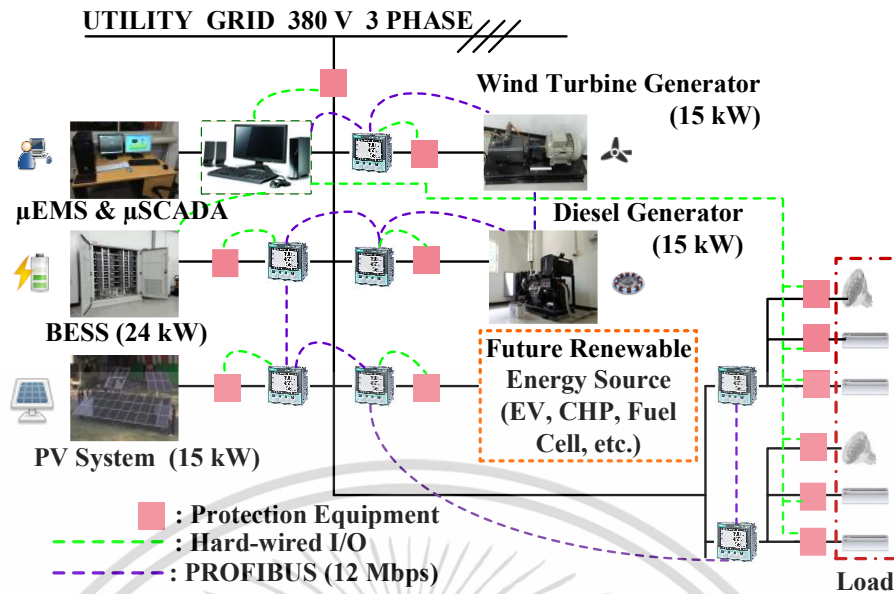 UTILITY GRID 380 V 3 PHASE
Wind Turbine Generator
(15 kW)
µEMS & µSCADA
Diesel Generator
(15 kW)
BESS (24 kW)
Future Renewable
Energy Source
(EV, CHP, Fuel
Cell, etc.)
PV System (15 kW)
: Protection Equipment
: Hard-wired I/O
: PROFIBUS (12 Mbps)
Load